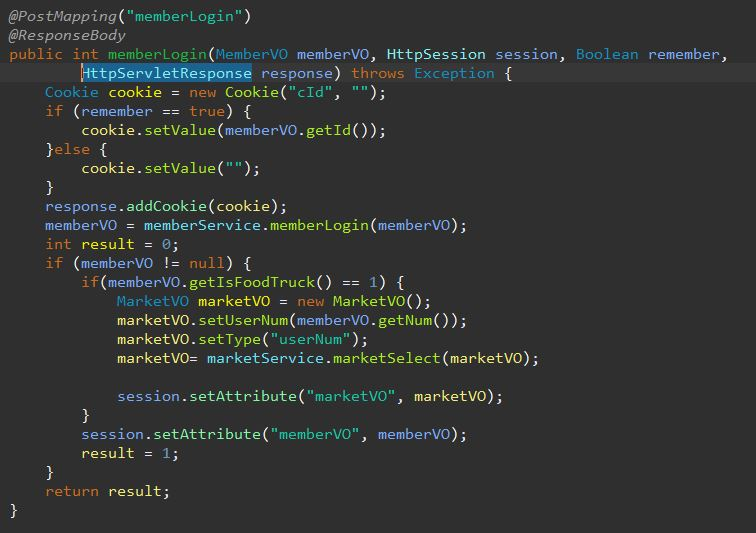 @PostMapping("memberLogin")
@ResponseBody
public int memberLogin(MemberVO memberVO, HttpSession session, Boolean remember,
        HttpServletResponse response) throws Exception {
    Cookie cookie = new Cookie("cId", "");
    if (remember == true) {
        cookie.setValue(memberVO.getId());
    }else {
        cookie.setValue("");
    }
    response.addCookie(cookie);
    memberVO = memberService.memberLogin(memberVO);
    int result = 0;
    if (memberVO != null) {
        if(memberVO.getIsFoodTruck() == 1) {
            MarketVO marketVO = new MarketVO();
            marketVO.setUserNum(memberVO.getNum());
            marketVO.setType("userNum");
            marketVO= marketService.marketSelect(marketVO);

            session.setAttribute("marketVO", marketVO);
        }
        session.setAttribute("memberVO", memberVO);
        result = 1;
    }
    return result;
}